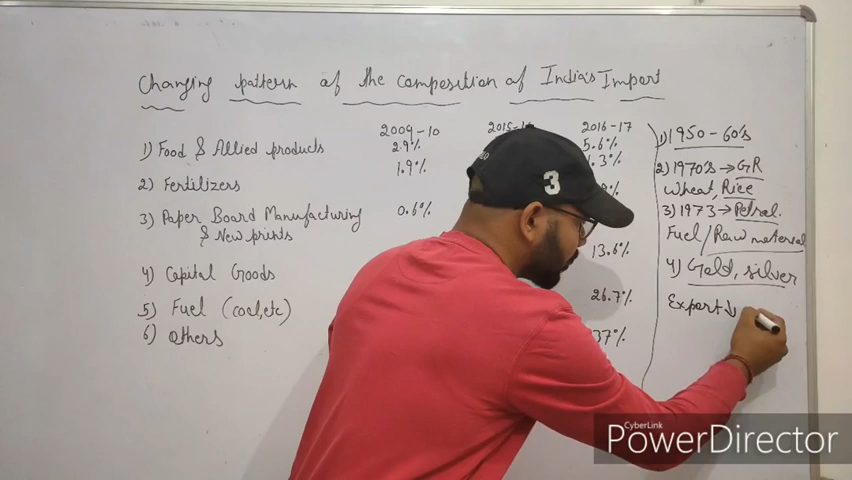 Changing pattern of the composition of India's Import
2009-10 2015-1 2016-17
1) Food & Allied products 2.9% 5.6%
2) Fertilizers 1.9% .3%
3) Paper Board Manufacturing 0.6%
& New prints
4) Capital Goods 13.6%
5) Fuel (coal,etc) 26.7%
6) others 37%
1) 1950-60's
2) 1970's → GR
Wheat, Rice
3) 1973 → Petrol.
Fuel/Raw material
4) Gold, silver
Export↓
3
CyberLink
PowerDirector